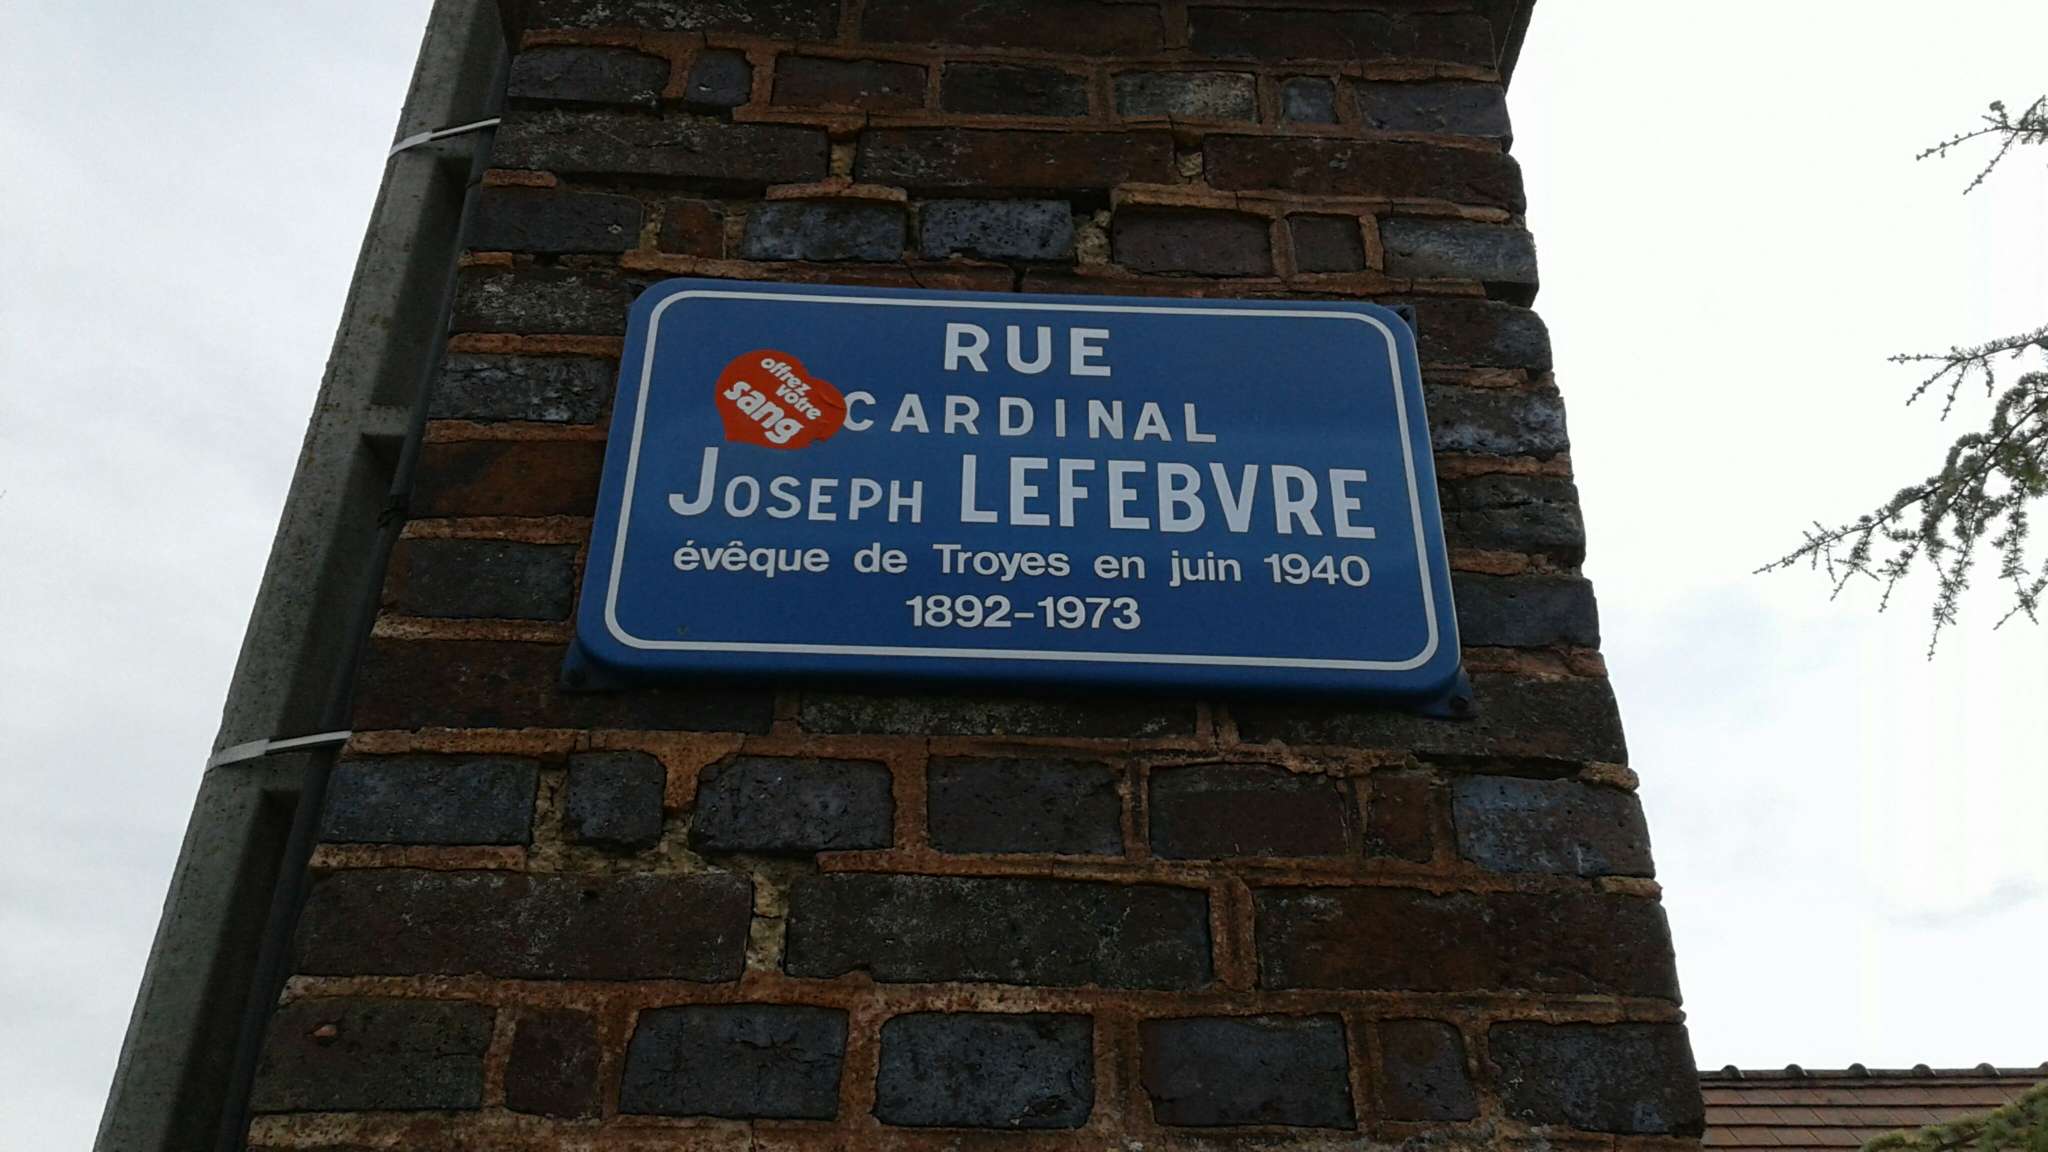 RUE
offrez
votre
sang
CARDINAL
JOSEPH LEFEBVRE
évêque de Troyes en juin 1940
1892-1973